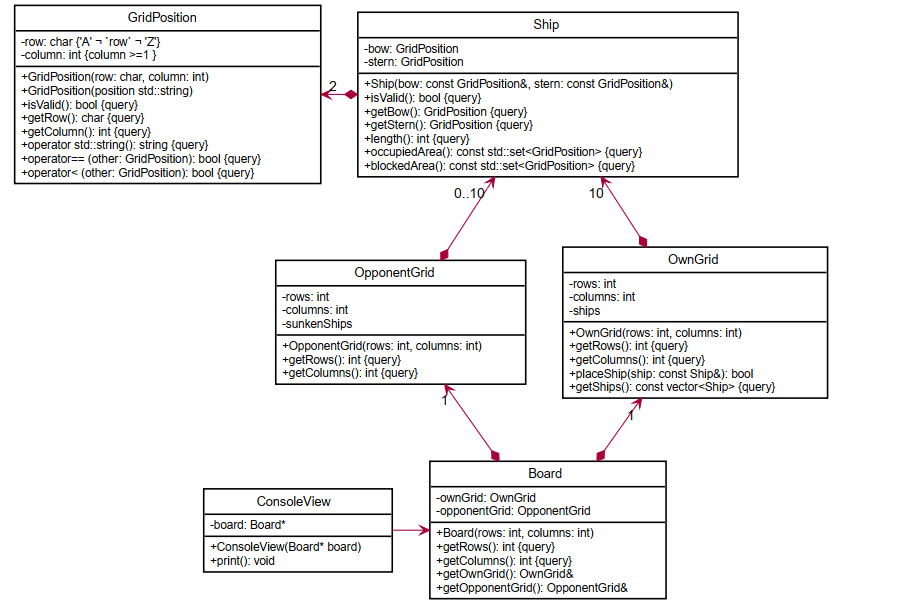 GridPosition
-row: char {'A' ¬ `row` ¬ 'Z'}
-column: int {column >=1 }
+GridPosition(row: char, column: int)
+GridPosition(position std::string)
+isValid(): bool {query}
+getRow(): char {query}
+getColumn(): int {query}
+operator std::string(): string {query}
+operator== (other: GridPosition): bool {query}
+operator< (other: GridPosition): bool {query}
2
Ship
-bow: GridPosition
-stern: GridPosition
+Ship(bow: const GridPosition&, stern: const GridPosition&)
+isValid(): bool {query}
+getBow(): GridPosition {query}
+getStern(): GridPosition {query}
+length(): int {query}
+occupiedArea(): const std::set<GridPosition> {query}
+blockedArea(): const std::set<GridPosition> {query}
0..10
10
OpponentGrid
-rows: int
-columns: int
-sunkenShips
+OpponentGrid(rows: int, columns: int)
+getRows(): int {query}
+getColumns(): int {query}
OwnGrid
-rows: int
-columns: int
-ships
+OwnGrid(rows: int, columns: int)
+getRows(): int {query}
+getColumns(): int {query}
+placeShip(ship: const Ship&): bool
+getShips(): const vector<Ship> {query}
1
1
ConsoleView
-board: Board*
+ConsoleView(Board* board)
+print(): void
Board
-ownGrid: OwnGrid
-opponentGrid: OpponentGrid
+Board(rows: int, columns: int)
+getRows(): int {query}
+getColumns(): int {query}
+getOwnGrid(): OwnGrid&
+getOpponentGrid(): OpponentGrid&